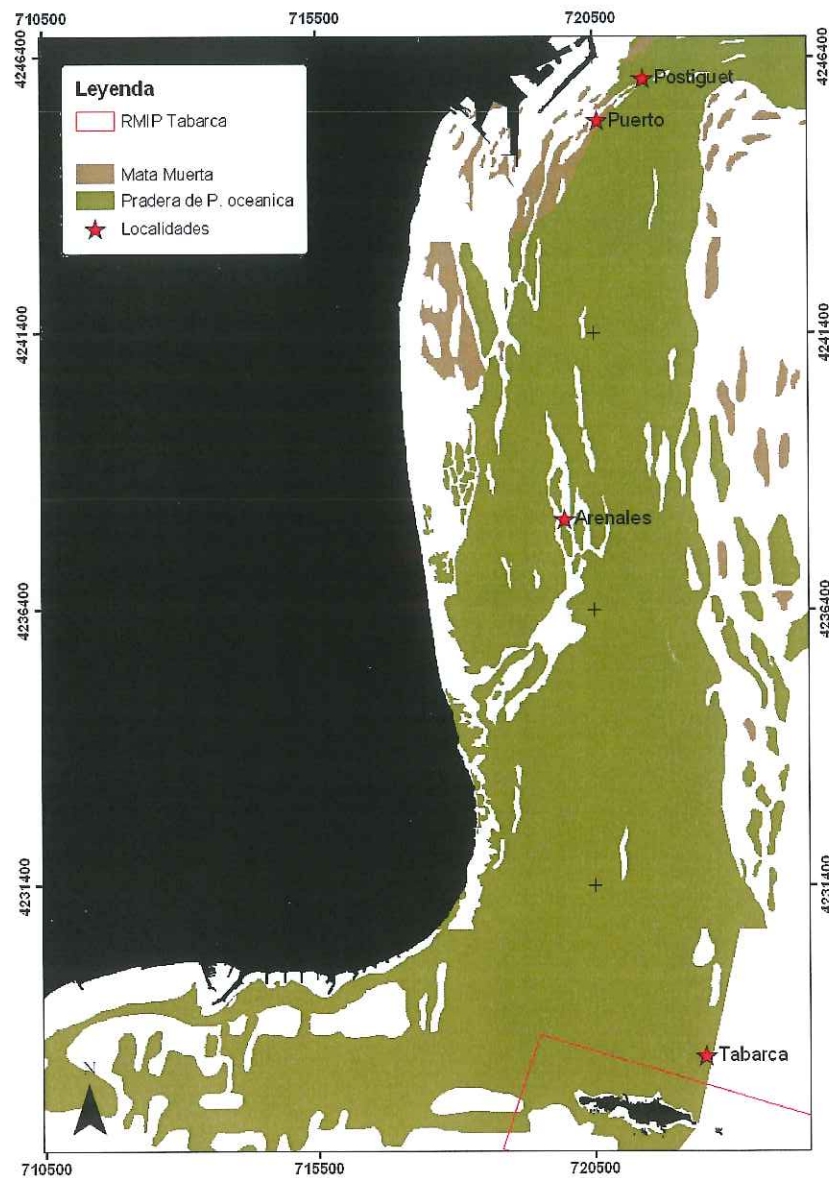 710500
715500
720500
4246400
4246400
Leyenda
RMIP Tabarca
Mata Muerta
Pradera de P. oceanica
Localidades
Postiguet
Puerto
4241400
4241400
Arenales
4236400
4236400
4231400
4231400
Tabarca
N
710500
715500
720500